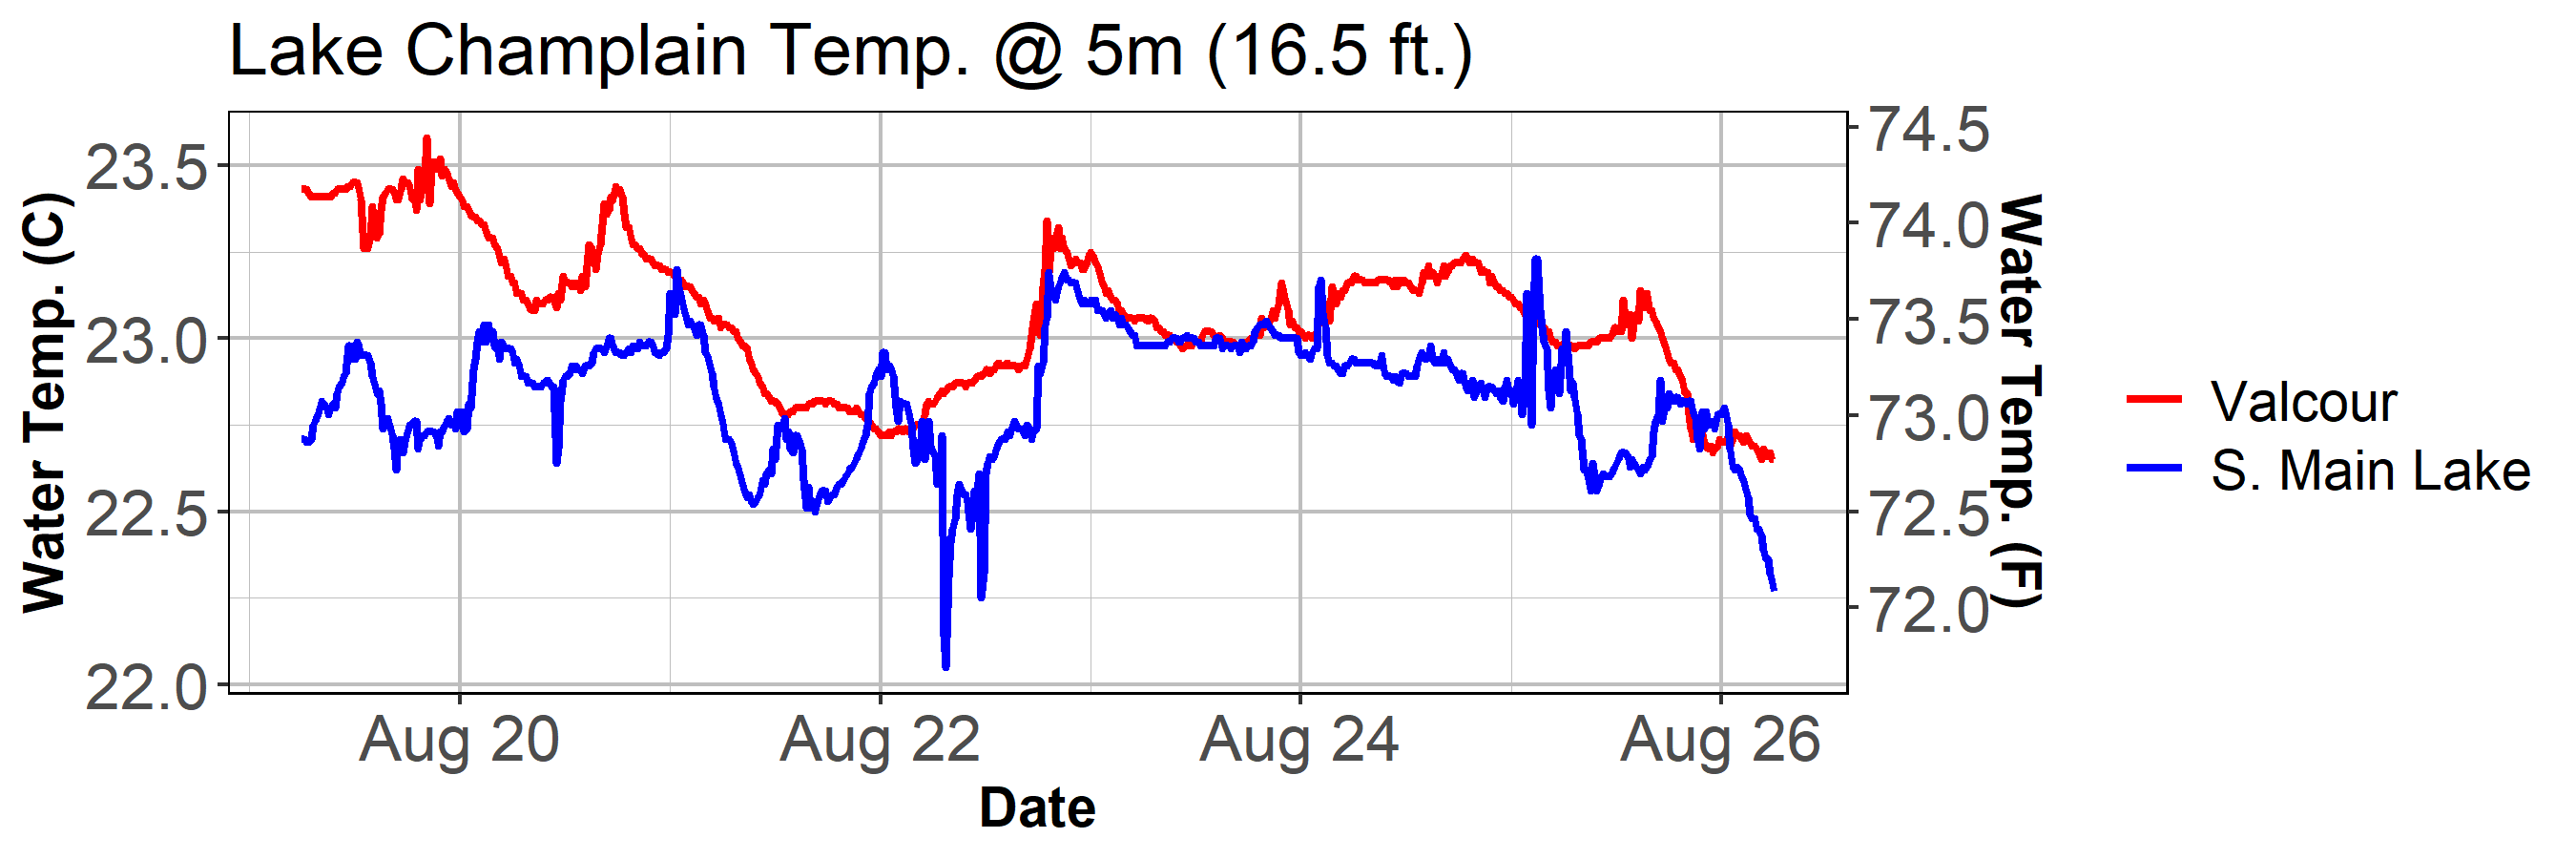 Lake Champlain Temp. @ 5m (16.5 ft.)
Water Temp. (C)
23.5
23.0
22.5
22.0
74.5
74.0
73.5
73.0
72.5
72.0
Water Temp. (F)
Aug 20
Aug 22
Aug 24
Aug 26
Date
Valcour
S. Main Lake